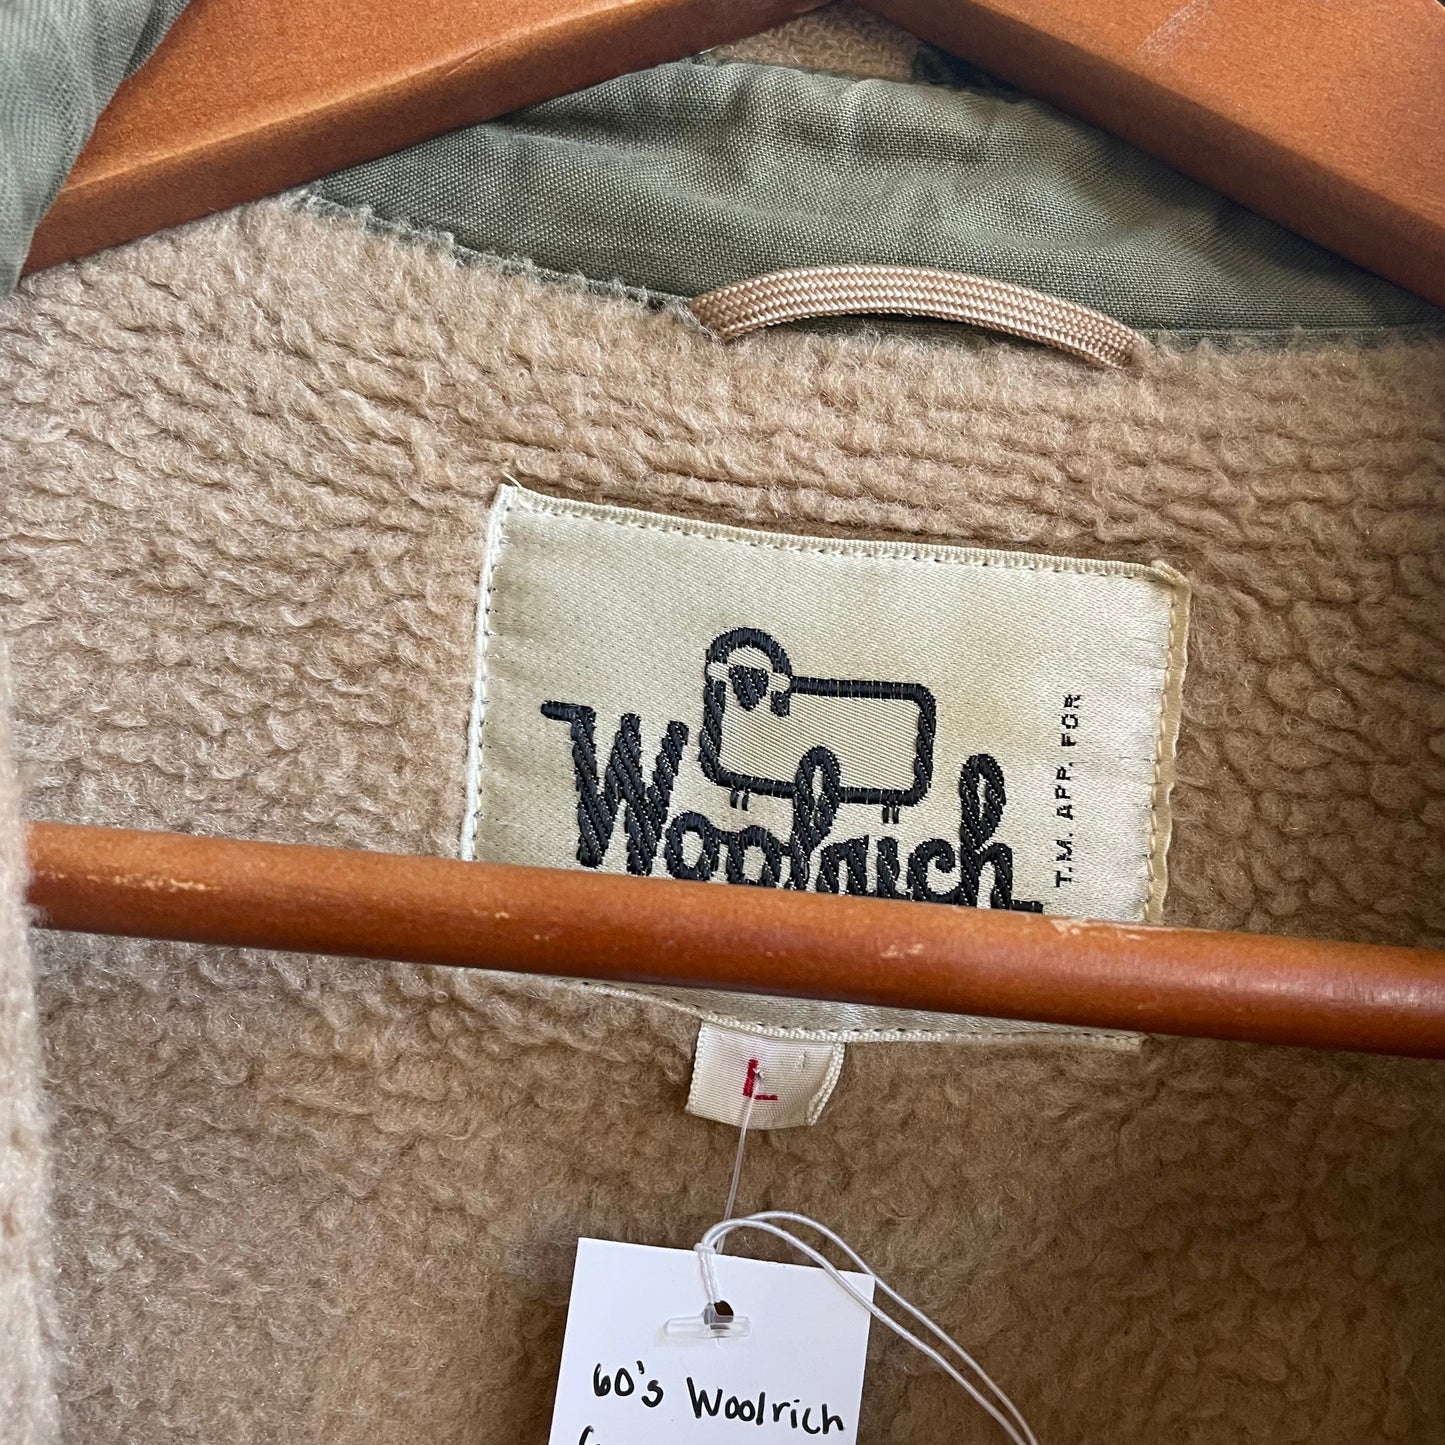 Woolrich
T.M. APP. FOR
L
60's Woolrich